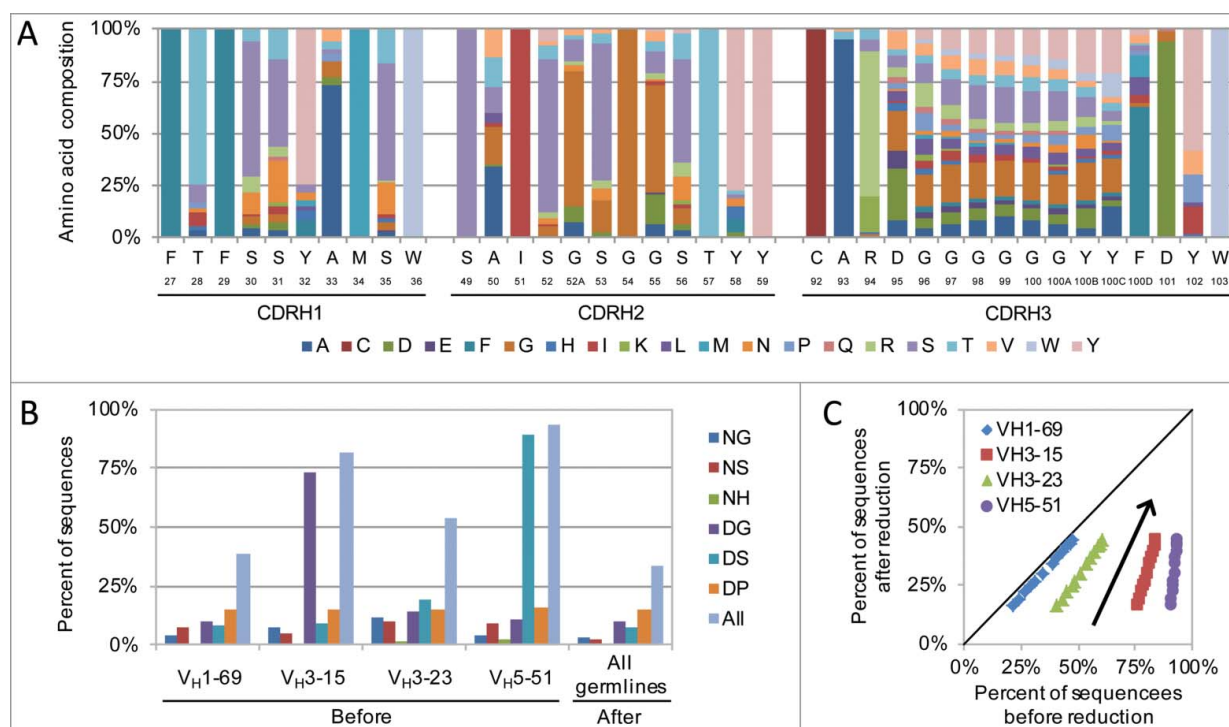 A
Amino acid composition
100%
75%
50%
25%
0%
F T F S S Y A M S W S A I S G S G G S T Y Y C A R D G G G G G G Y Y F D Y W
27 28 29 30 31 32 33 34 35 36 49 50 51 52 52A 53 54 55 56 57 58 59 92 93 94 95 96 97 98 99 100 100A 100B 100C 100D 101 102 103
CDRH1 CDRH2 CDRH3
A C D E F G H I K L M N P Q R S T V W Y
B
Percent of sequences
100%
75%
50%
25%
0%
NG
NS
NH
DG
DS
DP
All
VH1-69 VH3-15 VH3-23 VH5-51 All germlines
Before After
C
Percent of sequences
after reduction
100%
75%
50%
25%
0%
VH1-69
VH3-15
VH3-23
VH5-51
0% 25% 50% 75% 100%
Percent of sequencees
before reduction